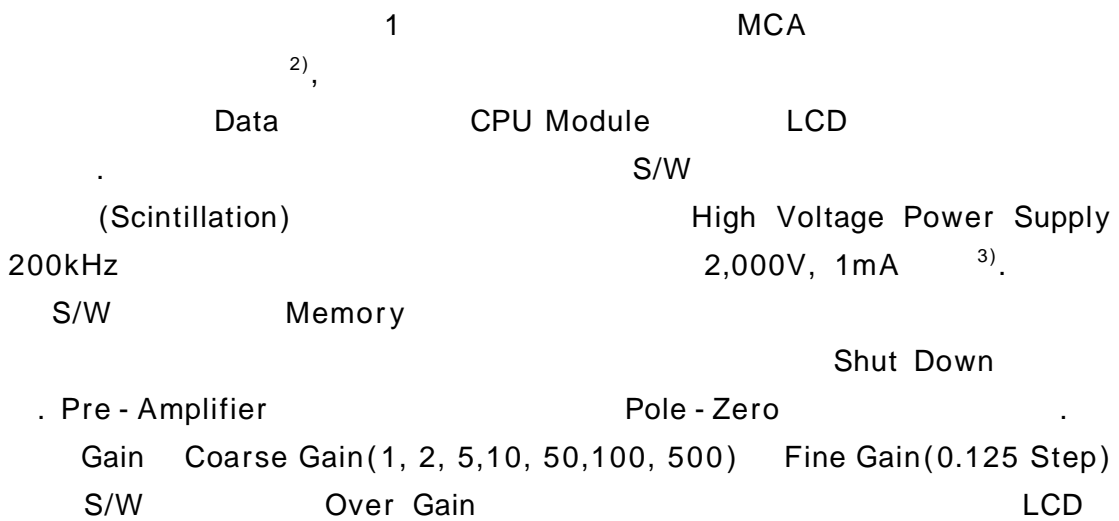 1 MCA
2),
Data CPU Module LCD
. S/W
(Scintillation) High Voltage Power Supply
200kHz 2,000V, 1mA 3).
S/W Memory
Shut Down
. Pre - Amplifier Pole - Zero .
Gain Coarse Gain(1, 2, 5,10, 50,100, 500) Fine Gain(0.125 Step)
S/W Over Gain LCD